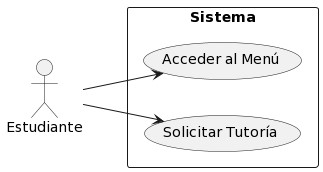 Sistema
Acceder al Menú
Estudiante
Solicitar Tutoría